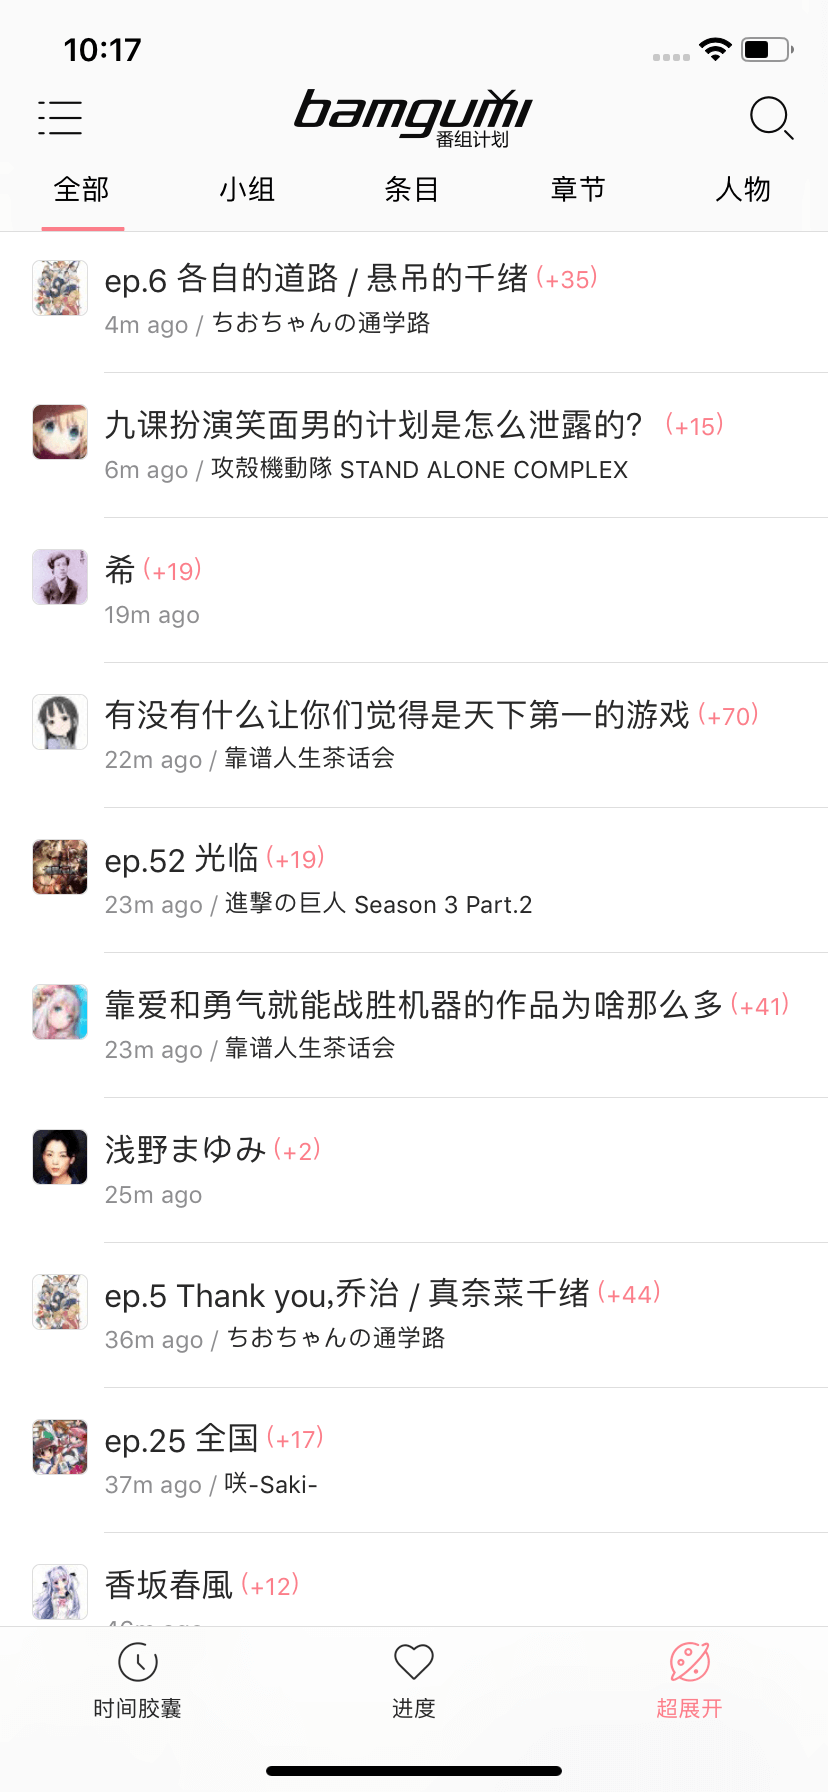 10:17
bamgumi
番组计划
全部 小组 条目 章节 人物
ep.6 各自的道路 / 悬吊的千绪 (+35)
4m ago / ちおちゃんの通学路
九课扮演笑面男的计划是怎么泄露的? (+15)
6m ago / 攻殻機動隊 STAND ALONE COMPLEX
希 (+19)
19m ago
有没有什么让你们觉得是天下第一的游戏 (+70)
22m ago / 靠谱人生茶话会
ep.52 光临 (+19)
23m ago / 進撃の巨人 Season 3 Part.2
靠爱和勇气就能战胜机器的作品为啥那么多 (+41)
23m ago / 靠谱人生茶话会
浅野まゆみ (+2)
25m ago
ep.5 Thank you,乔治 / 真奈菜千绪 (+44)
36m ago / ちおちゃんの通学路
ep.25 全国 (+17)
37m ago / 咲-Saki-
香坂春風 (+12)
时间胶囊 进度 超展开